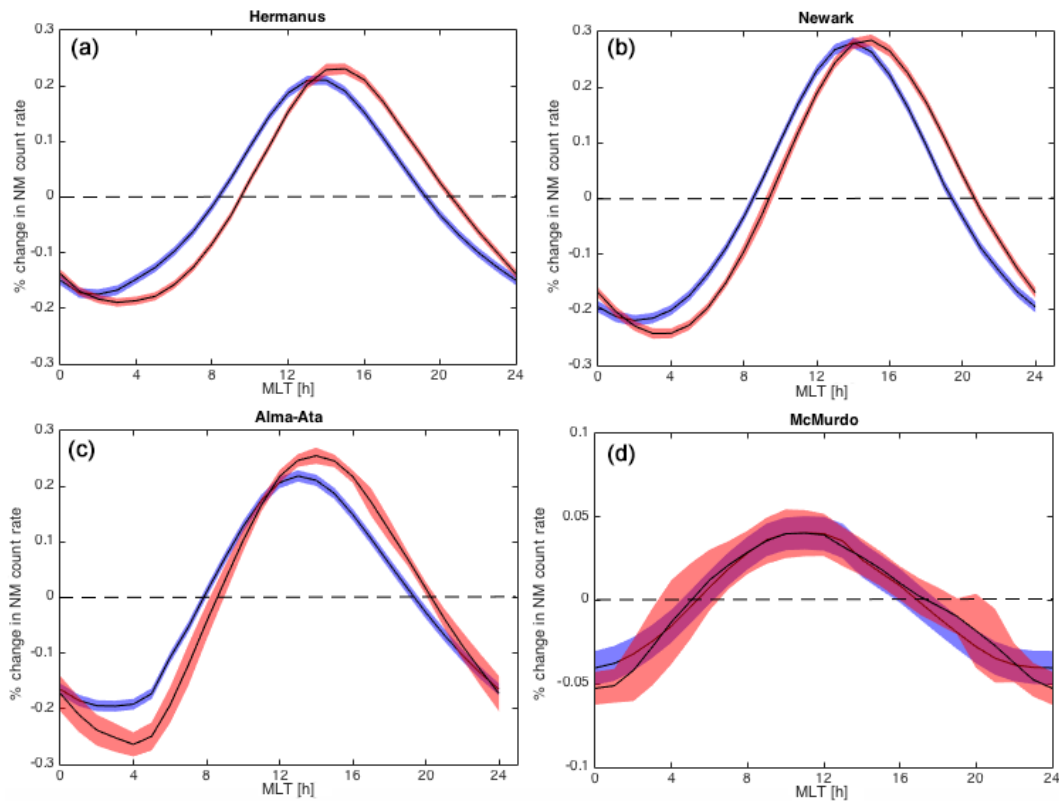 Hermanus
(a)
% change in NM count rate
0.3
0.2
0.1
0
-0.1
-0.2
-0.3
0 4 8 12 16 20 24
MLT [h]
Newark
(b)
% change in NM count rate
0.3
0.2
0.1
0
-0.1
-0.2
-0.3
0 4 8 12 16 20 24
MLT [h]
Alma-Ata
(c)
% change in NM count rate
0.3
0.2
0.1
0
-0.1
-0.2
-0.3
0 4 8 12 16 20 24
MLT [h]
McMurdo
(d)
% change in NM count rate
0.1
0.05
0
-0.05
-0.1
0 4 8 12 16 20 24
MLT [h]